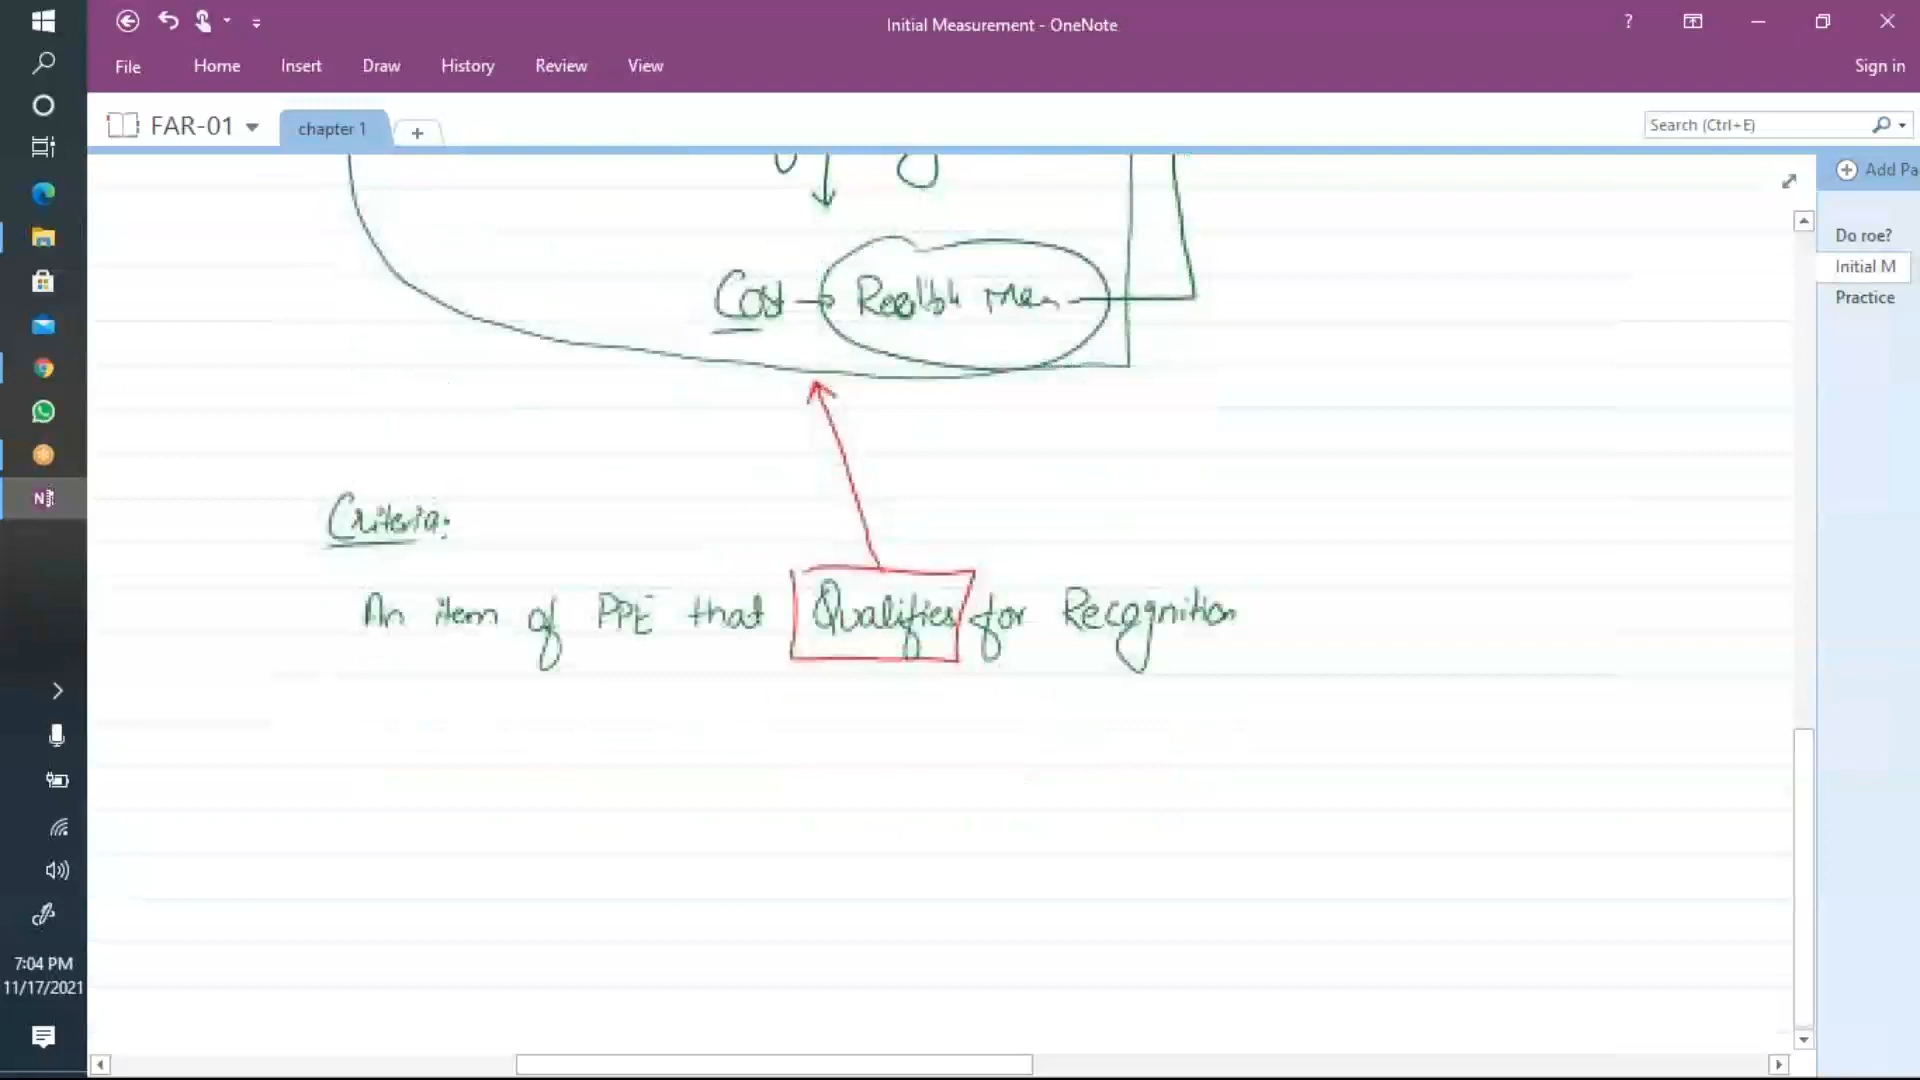 Initial Measurement - OneNote
?
File Home Insert Draw History Review View
Sign in
FAR-01
chapter 1
+
Search (Ctrl+E)
Add Pa
Do roe?
Initial M
Practice
Cost
Criteria:
An item of PPE that Qualifies for Recognition
N
7:04 PM
11/17/2021